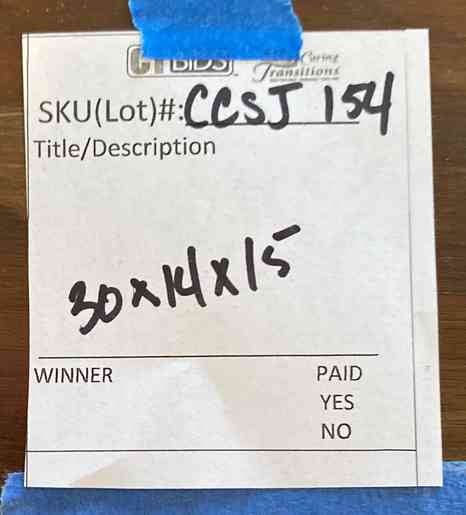 CTBIDS Caring
Transitions
SKU(Lot)#: CCSJ 154
Title/Description
30x14x15
WINNER PAID
YES
NO